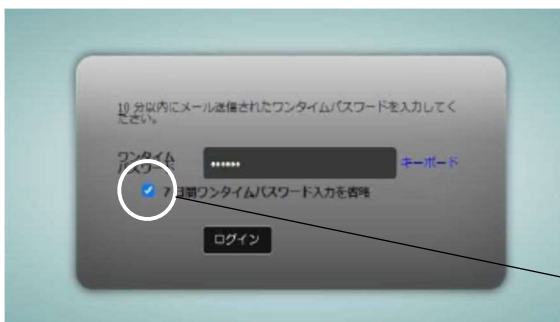 10 分以内にメール送信されたワンタイムパスワードを入力してく
ださい。
ワンタイム
パスワード
•••••• キーボード
7 日間ワンタイムパスワード入力を省略
ログイン